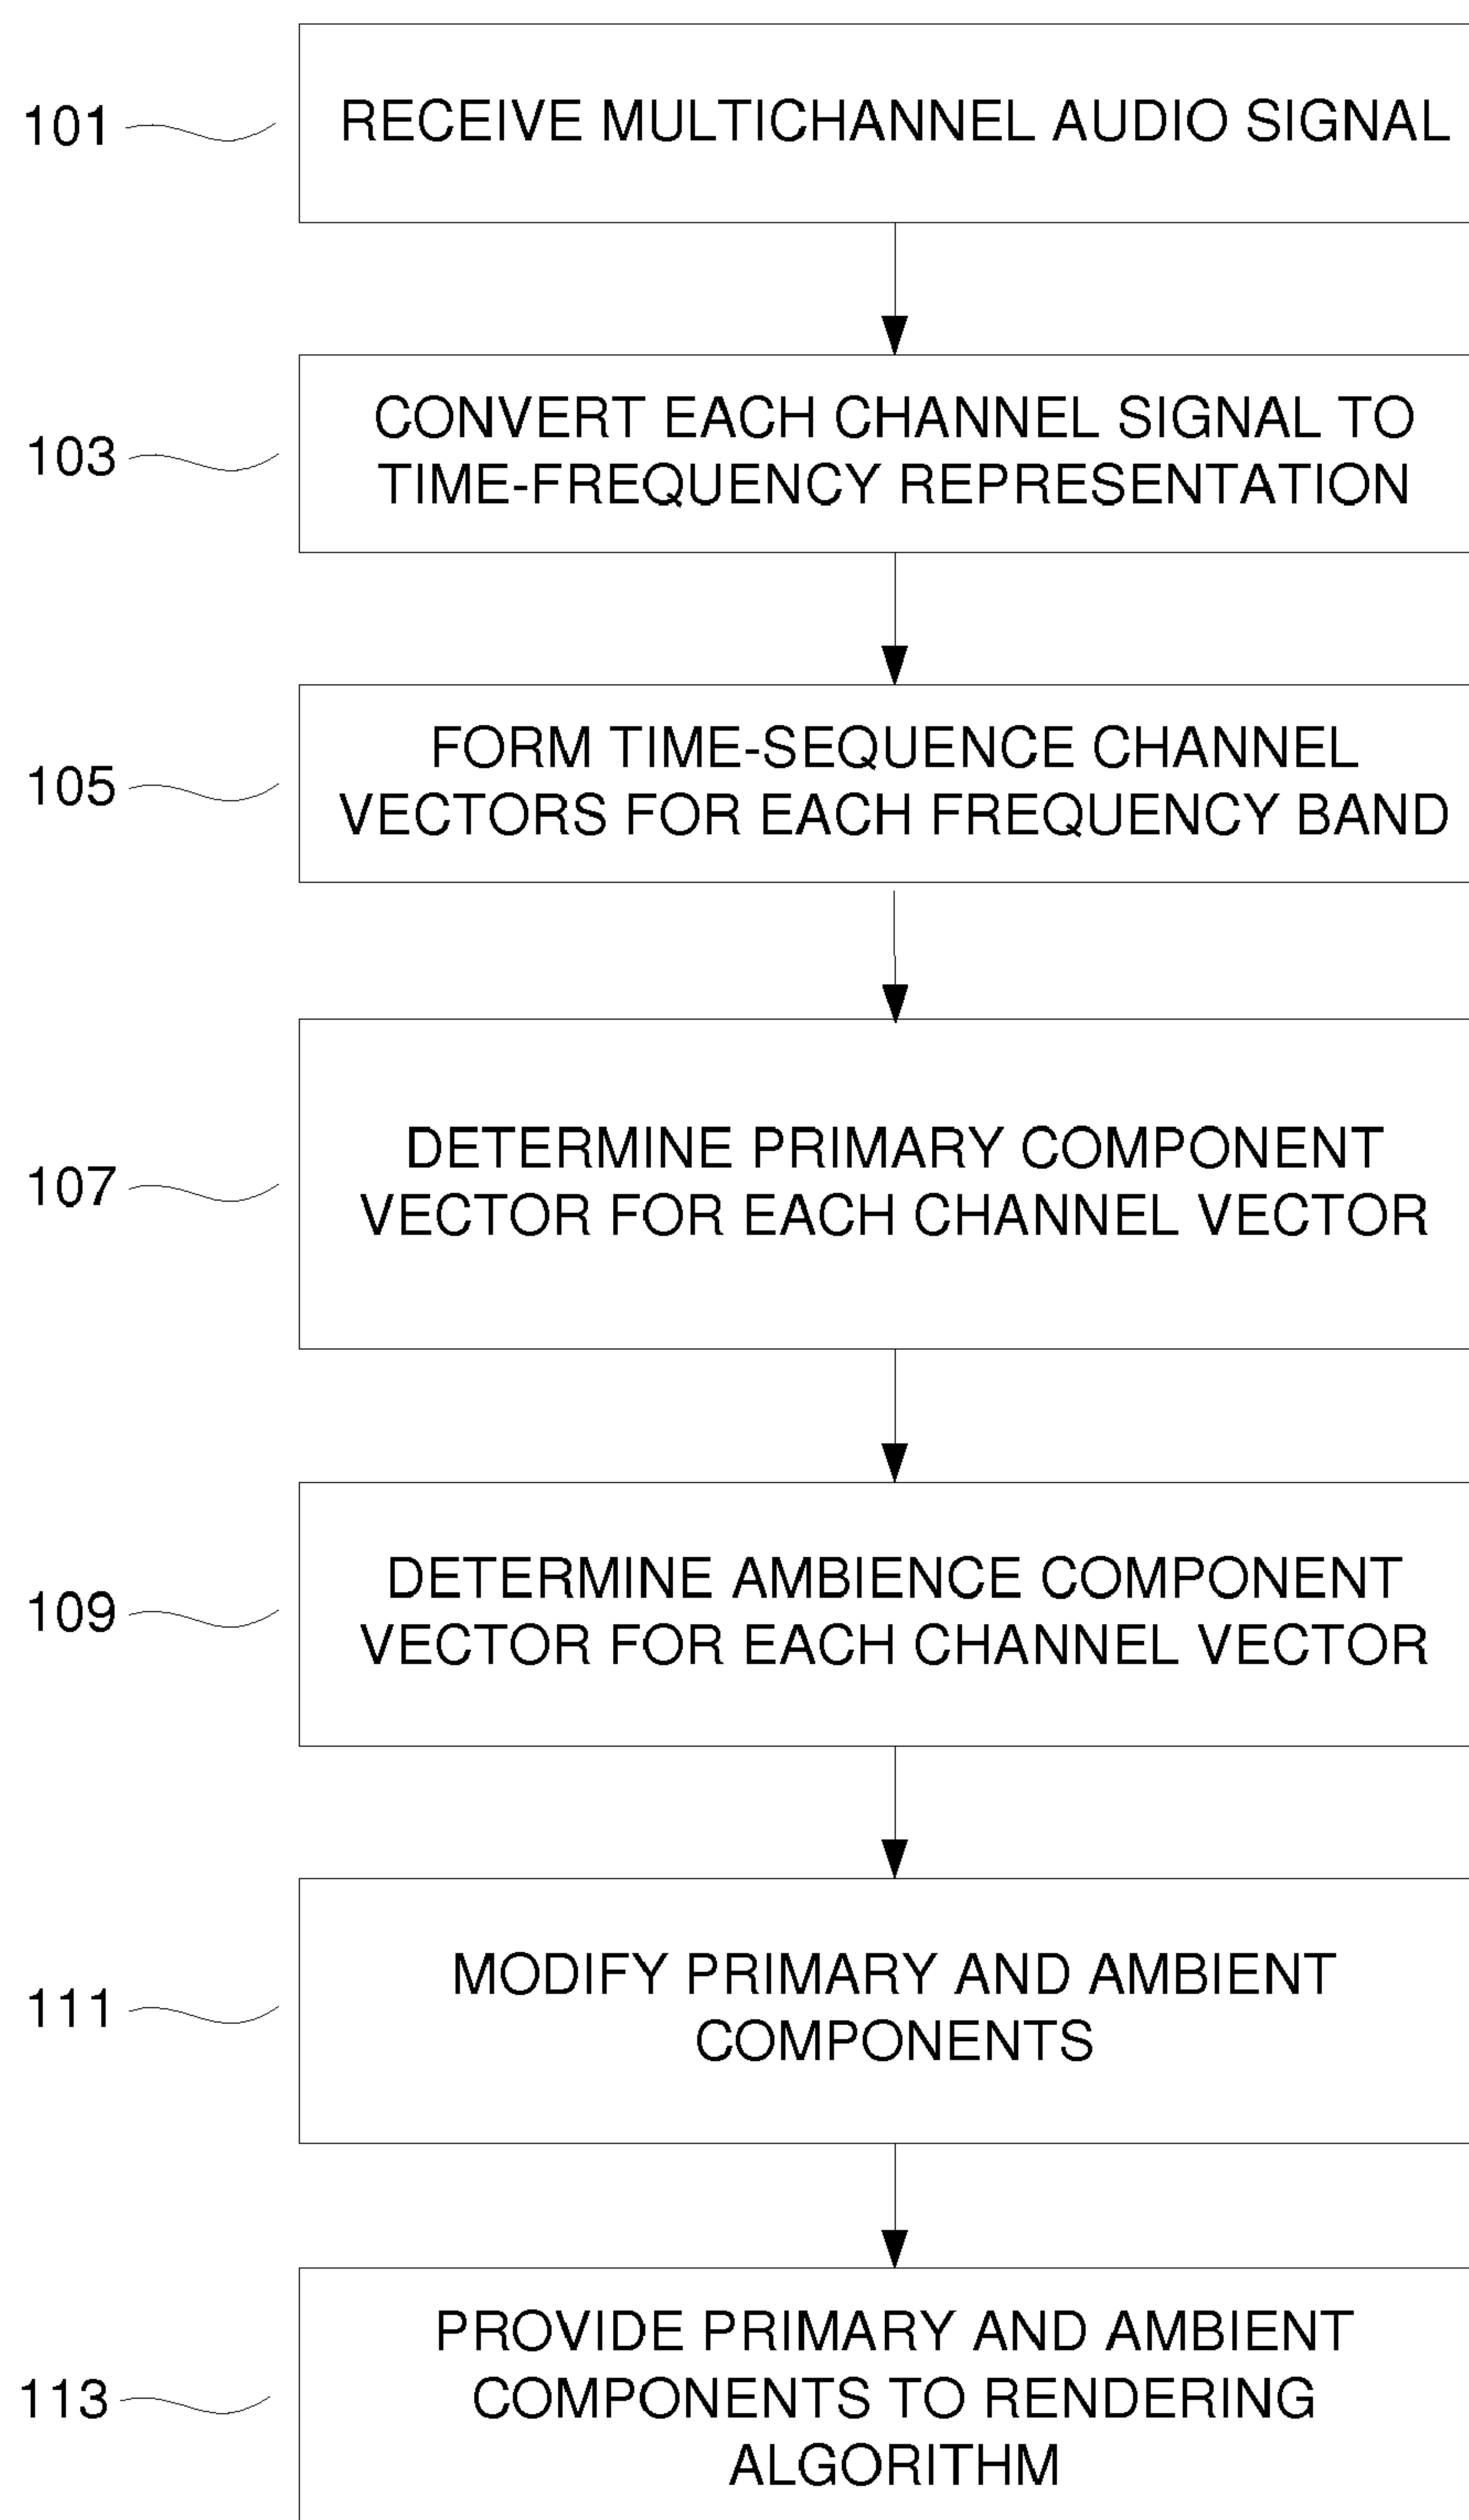 101
RECEIVE MULTICHANNEL AUDIO SIGNAL
103
CONVERT EACH CHANNEL SIGNAL TO
TIME-FREQUENCY REPRESENTATION
105
FORM TIME-SEQUENCE CHANNEL
VECTORS FOR EACH FREQUENCY BAND
107
DETERMINE PRIMARY COMPONENT
VECTOR FOR EACH CHANNEL VECTOR
109
DETERMINE AMBIENCE COMPONENT
VECTOR FOR EACH CHANNEL VECTOR
111
MODIFY PRIMARY AND AMBIENT
COMPONENTS
113
PROVIDE PRIMARY AND AMBIENT
COMPONENTS TO RENDERING
ALGORITHM